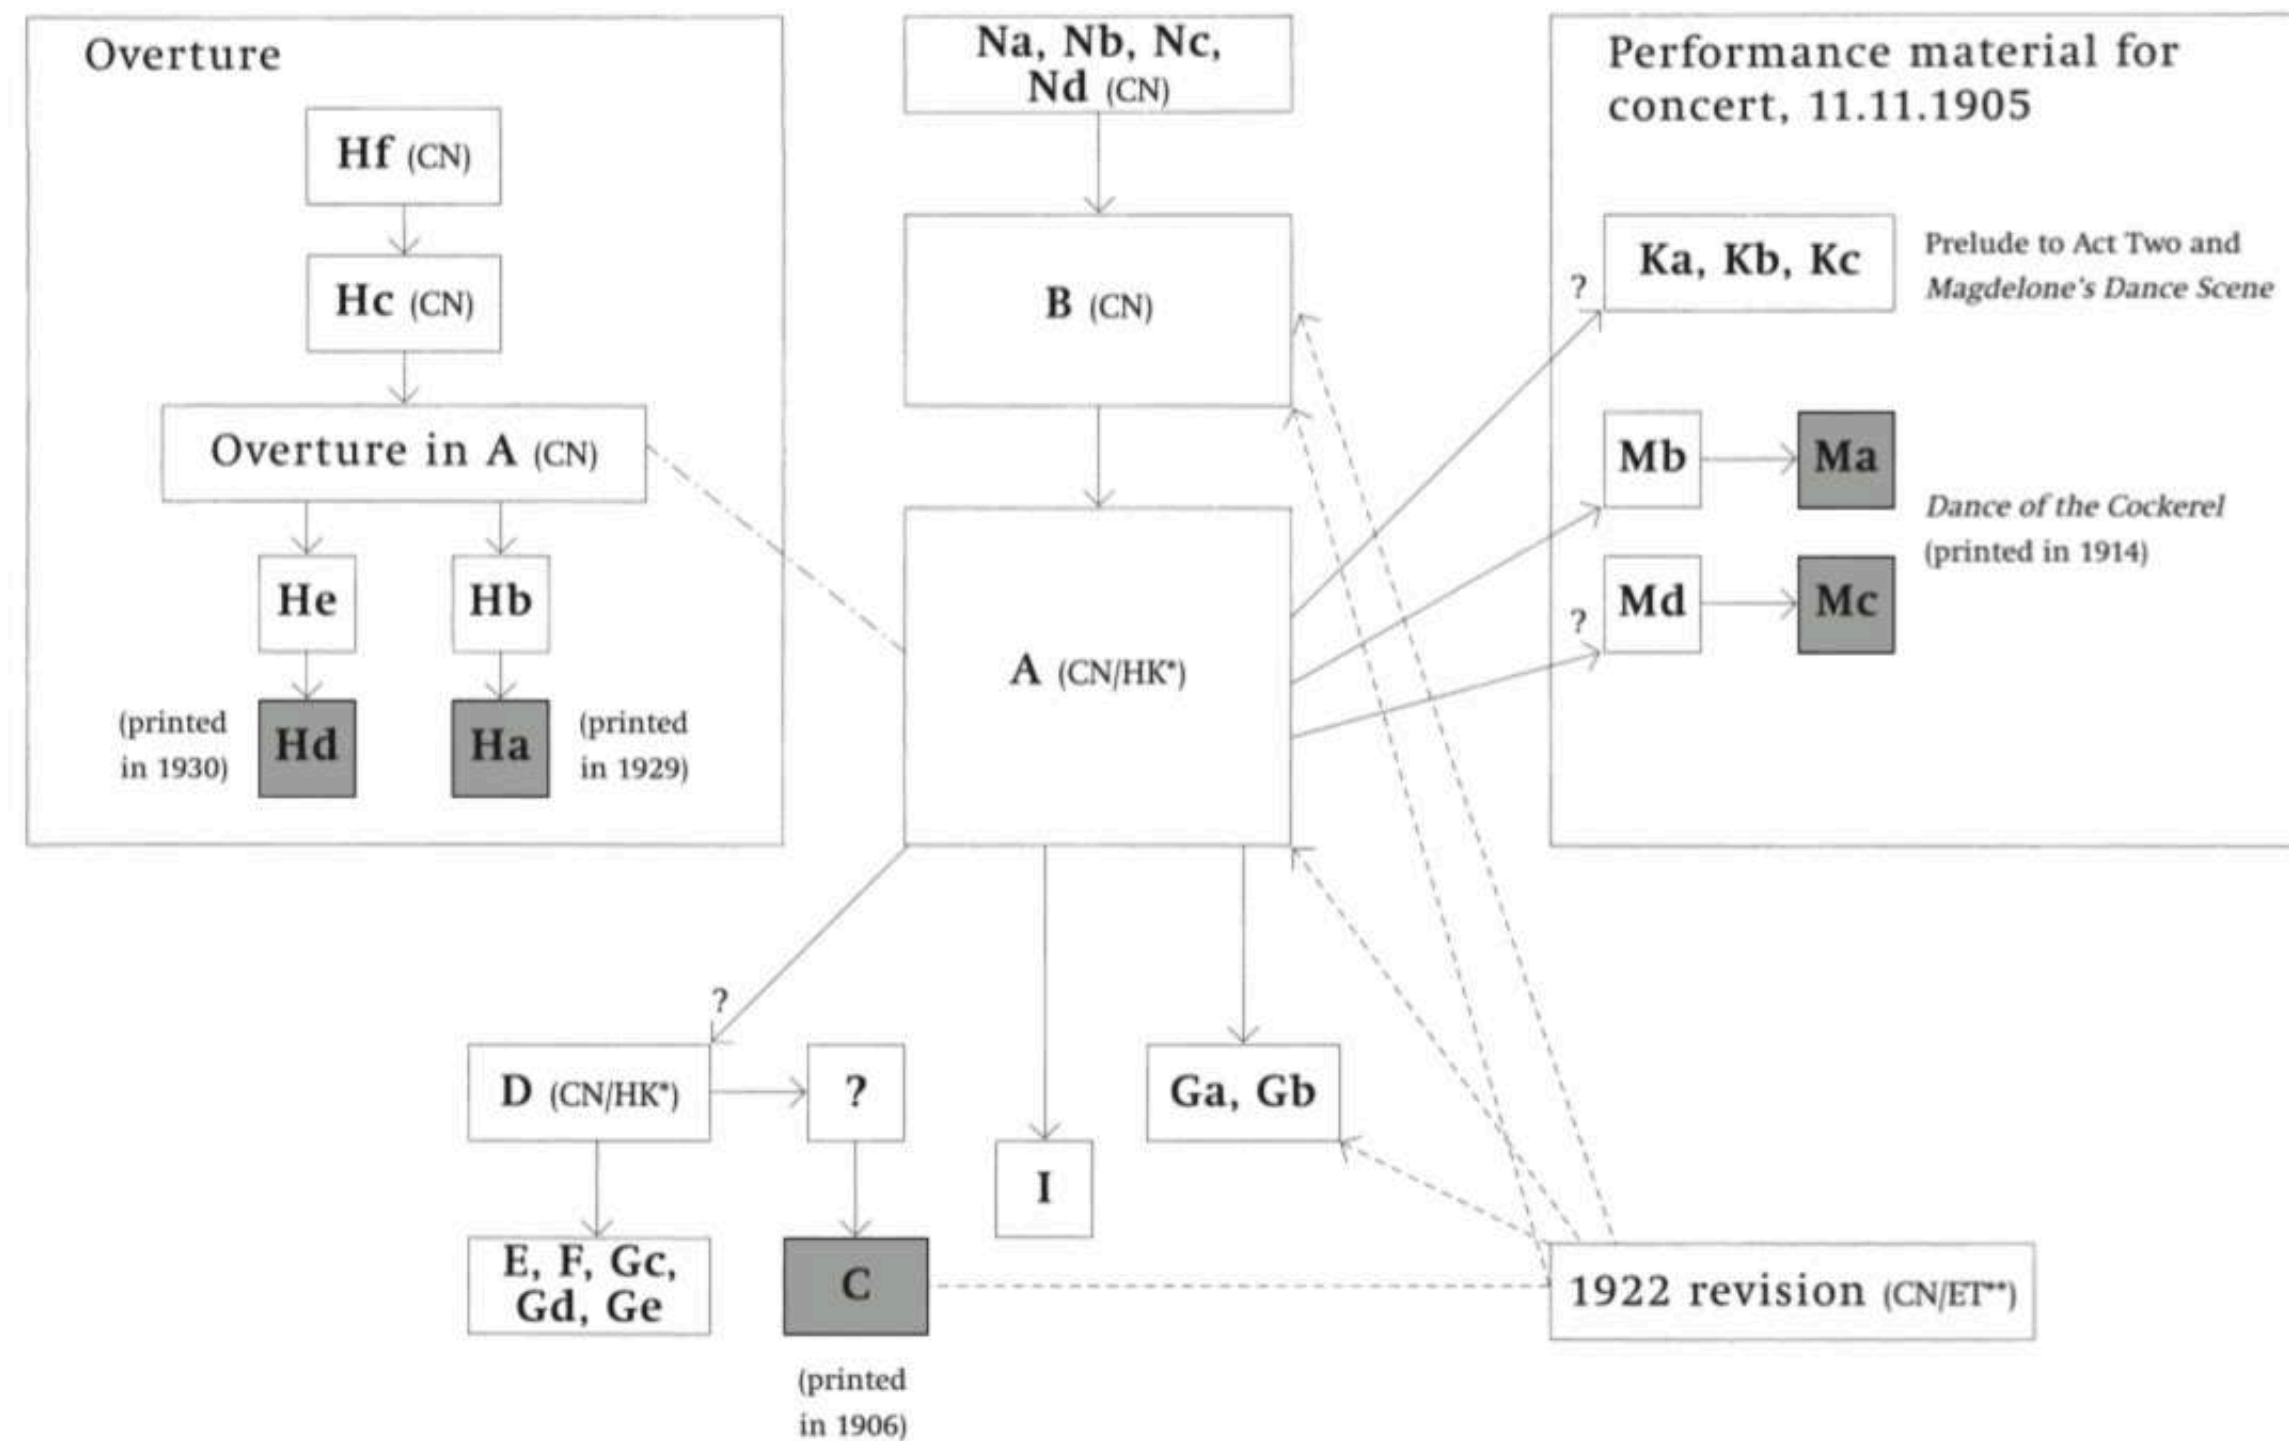 Overture
Hf (CN)
Hc (CN)
Overture in A (CN)
He
Hb
(printed
in 1930)
Hd
Ha
(printed
in 1929)
Na, Nb, Nc,
Nd (CN)
B (CN)
A (CN/HK*)
Performance material for
concert, 11.11.1905
?
Ka, Kb, Kc
Prelude to Act Two and
Magdelone's Dance Scene
Mb
Ma
Dance of the Cockerel
(printed in 1914)
?
Md
Mc
?
D (CN/HK*)
?
Ga, Gb
I
E, F, Gc,
Gd, Ge
C
(printed
in 1906)
1922 revision (CN/ET**)